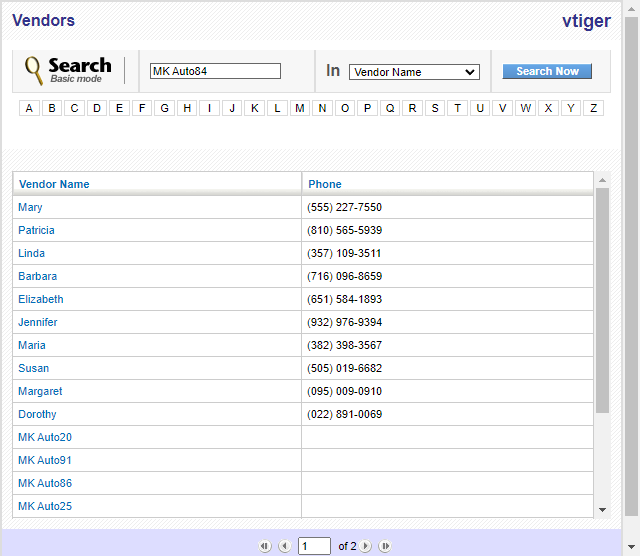 Vendors vtiger
Search
Basic mode
MK Auto84
In
Vendor Name
Search Now
A B C D E F G H I J K L M N O P Q R S T U V W X Y Z
Vendor Name Phone
Mary (555) 227-7550
Patricia (810) 565-5939
Linda (357) 109-3511
Barbara (716) 096-8659
Elizabeth (651) 584-1893
Jennifer (932) 976-9394
Maria (382) 398-3567
Susan (505) 019-6682
Margaret (095) 009-0910
Dorothy (022) 891-0069
MK Auto20
MK Auto91
MK Auto86
MK Auto25
1 of 2